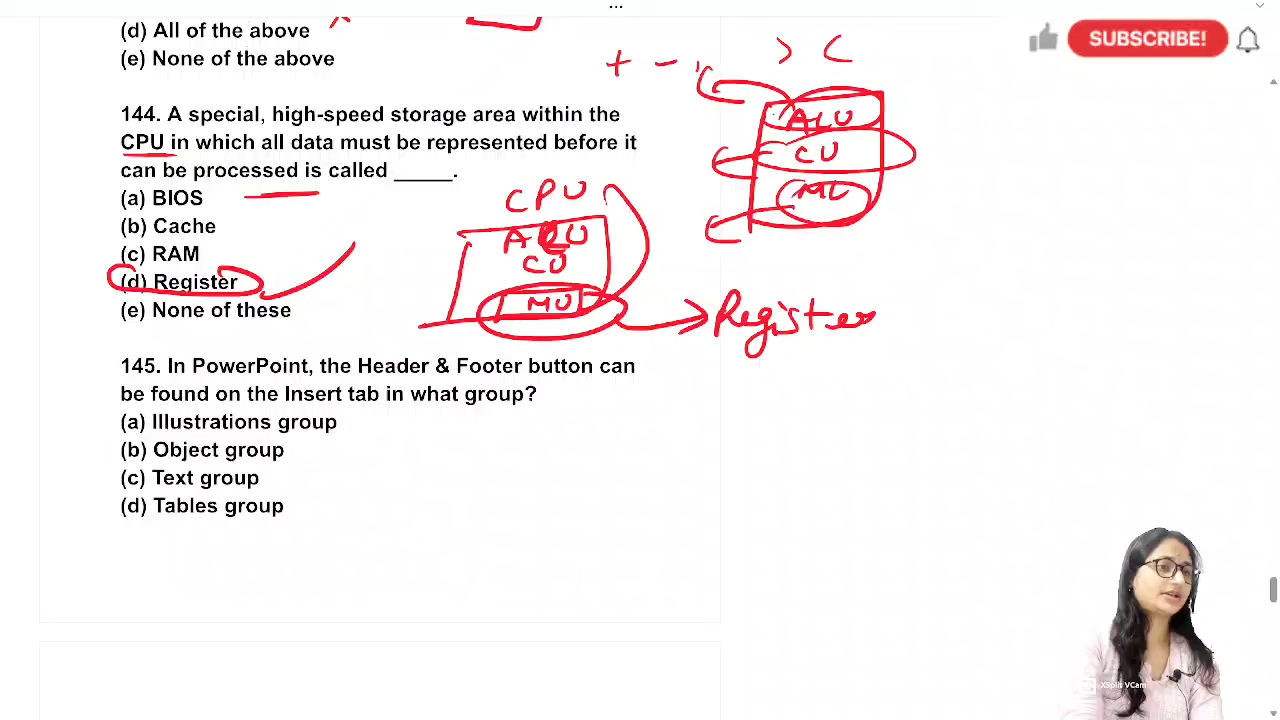 ...
(d) All of the above
(e) None of the above
SUBSCRIBE!
+ - > <
144. A special, high-speed storage area within the
CPU in which all data must be represented before it
can be processed is called _____.
(a) BIOS
(b) Cache
(c) RAM
(d) Register
(e) None of these
ALU
CU
MU
CPU
ALU
CU
MU
Register
145. In PowerPoint, the Header & Footer button can
be found on the Insert tab in what group?
(a) Illustrations group
(b) Object group
(c) Text group
(d) Tables group
XSplit VCam